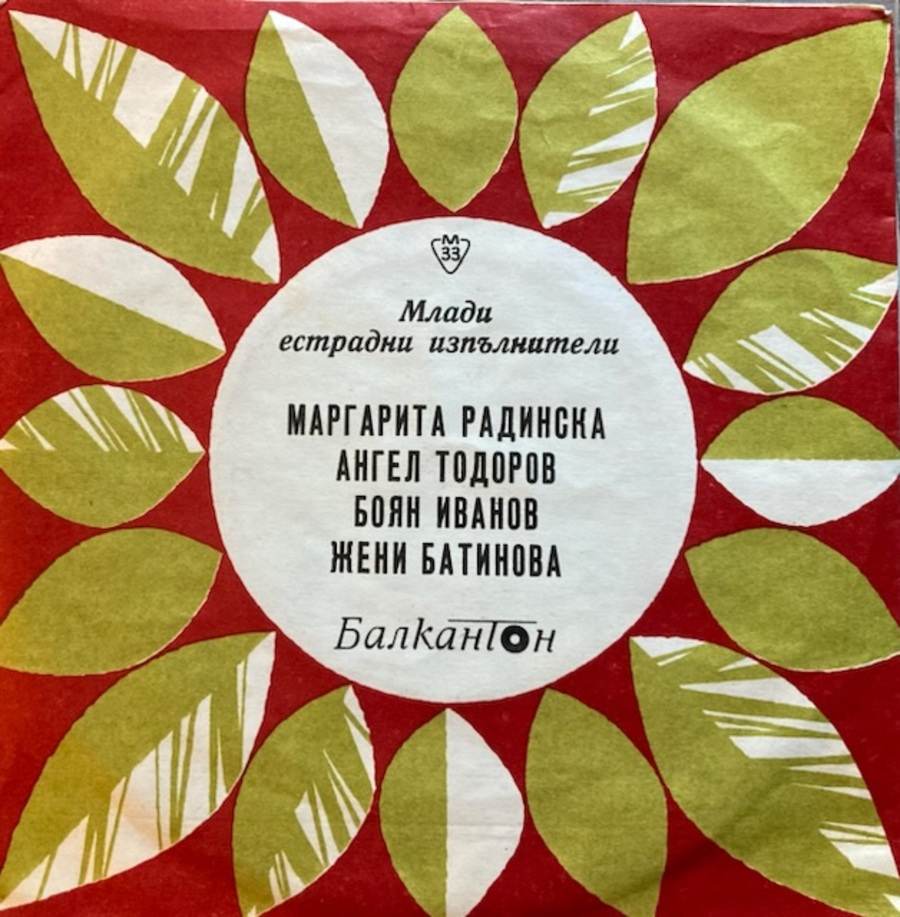 М
33
Млади
естрадни изпълнители
МАРГАРИТА РАДИНСКА
АНГЕЛ ТОДОРОВ
БОЯН ИВАНОВ
ЖЕНИ БАТИНОВА
Балкантон